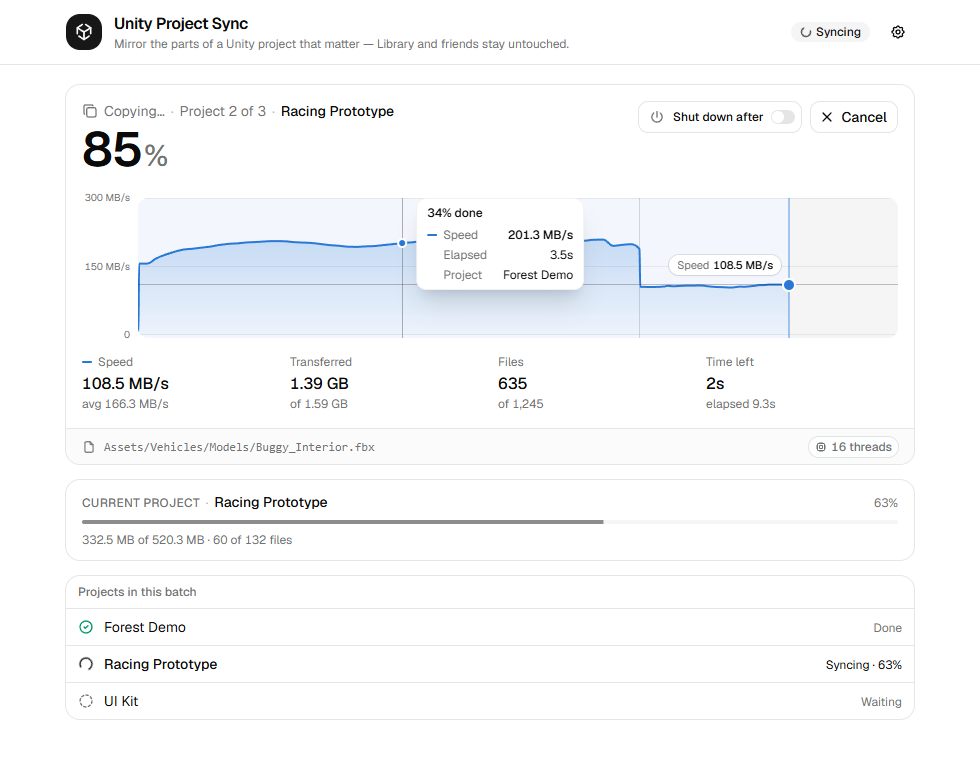 Unity Project Sync
Mirror the parts of a Unity project that matter — Library and friends stay untouched.
Syncing
Copying... · Project 2 of 3 · Racing Prototype
Shut down after
Cancel
85%
300 MB/s
150 MB/s
0
34% done
Speed 201.3 MB/s
Elapsed 3.5s
Project Forest Demo
Speed 108.5 MB/s
Speed
108.5 MB/s
avg 166.3 MB/s
Transferred
1.39 GB
of 1.59 GB
Files
635
of 1,245
Time left
2s
elapsed 9.3s
Assets/Vehicles/Models/Buggy_Interior.fbx
16 threads
CURRENT PROJECT · Racing Prototype
63%
332.5 MB of 520.3 MB · 60 of 132 files
Projects in this batch
Forest Demo
Done
Racing Prototype
Syncing · 63%
UI Kit
Waiting